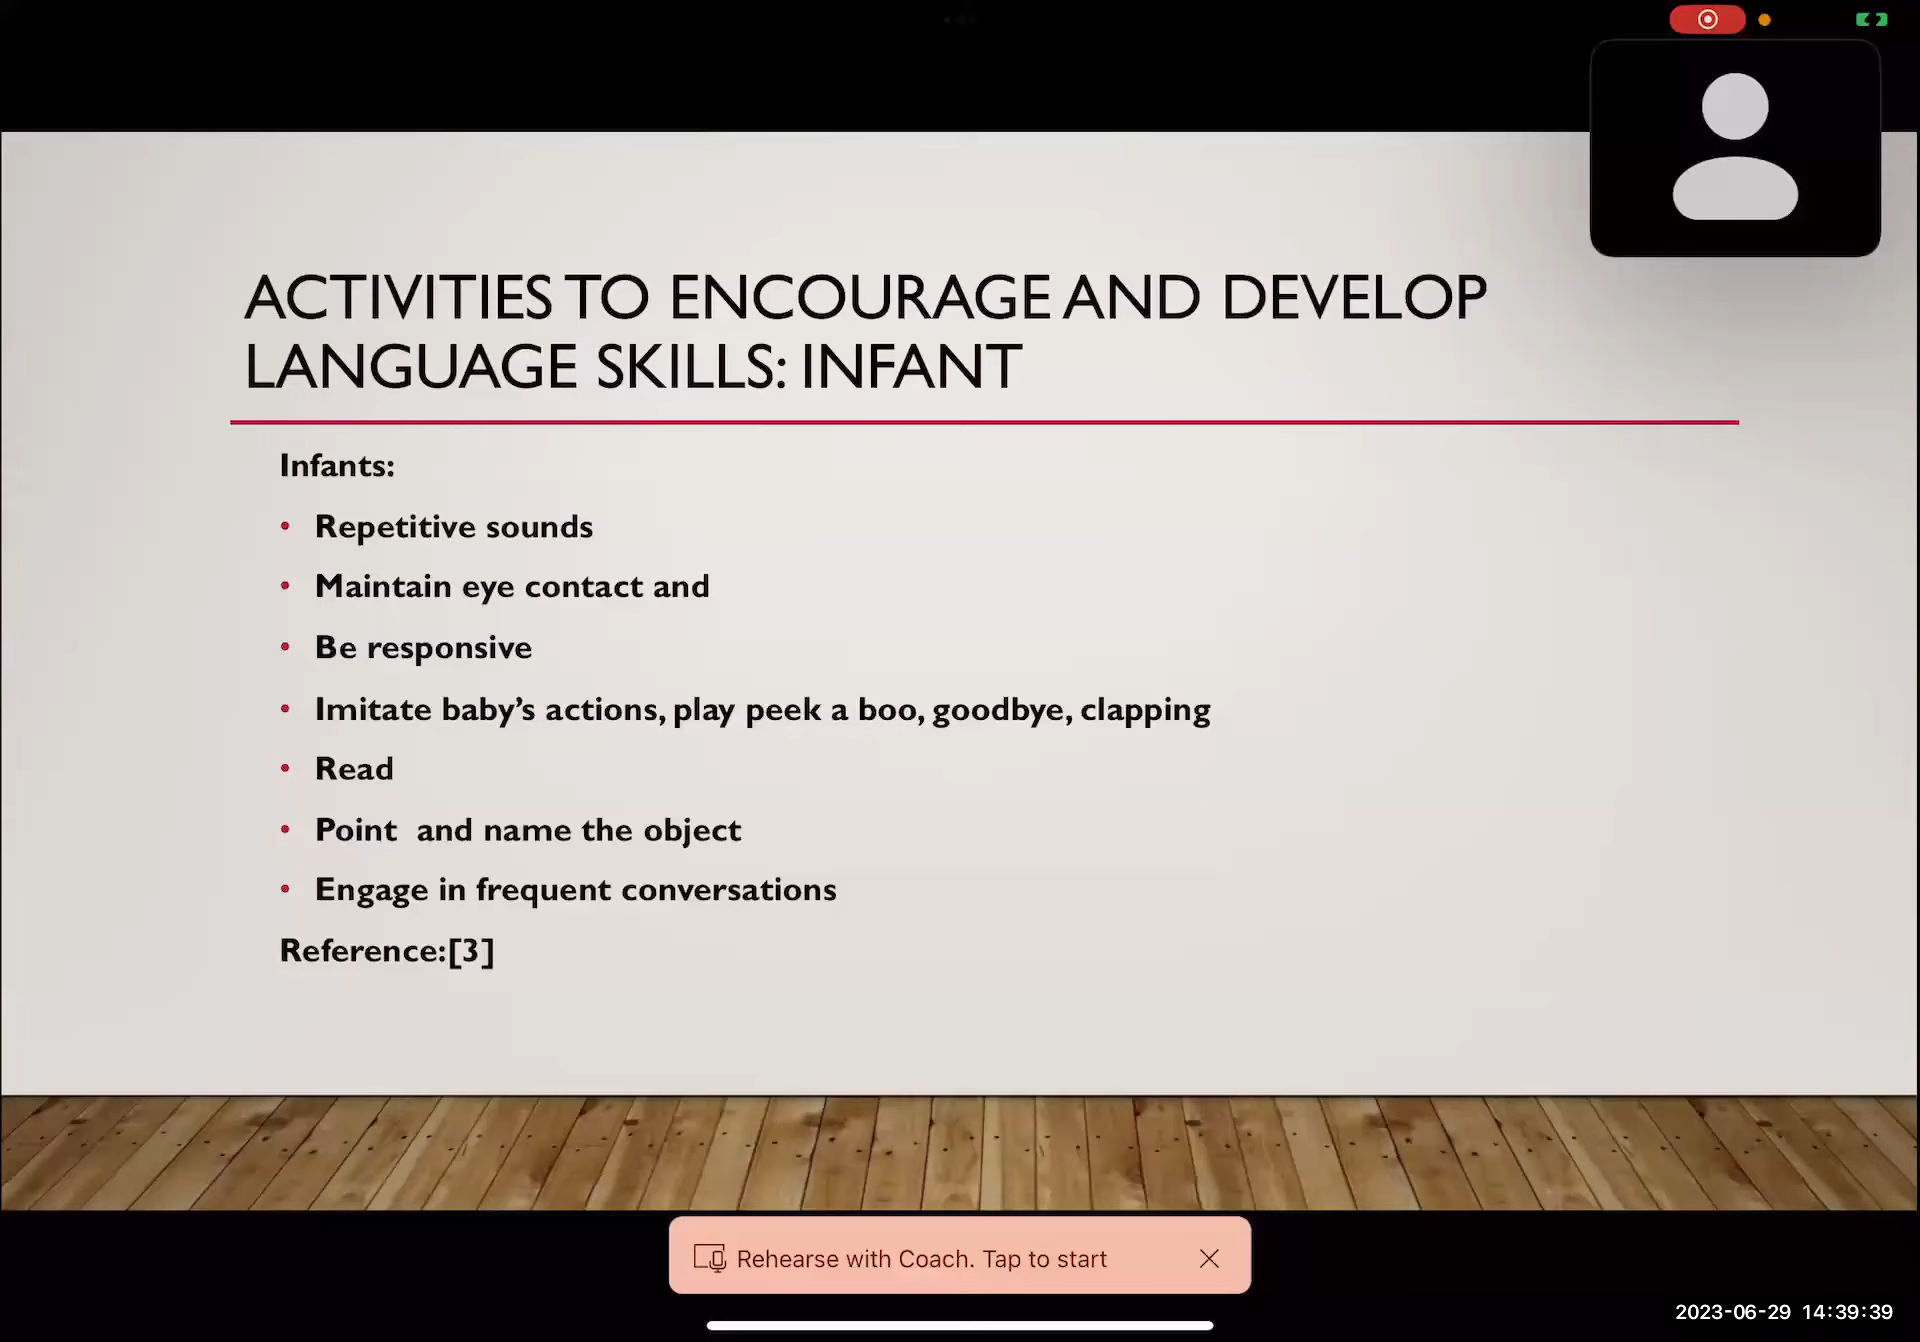 ACTIVITIES TO ENCOURAGE AND DEVELOP
LANGUAGE SKILLS: INFANT
Infants:
• Repetitive sounds
• Maintain eye contact and
• Be responsive
• Imitate baby’s actions, play peek a boo, goodbye, clapping
• Read
• Point  and name the object
• Engage in frequent conversations
Reference:[3]
Rehearse with Coach. Tap to start
2023-06-29 14:39:39